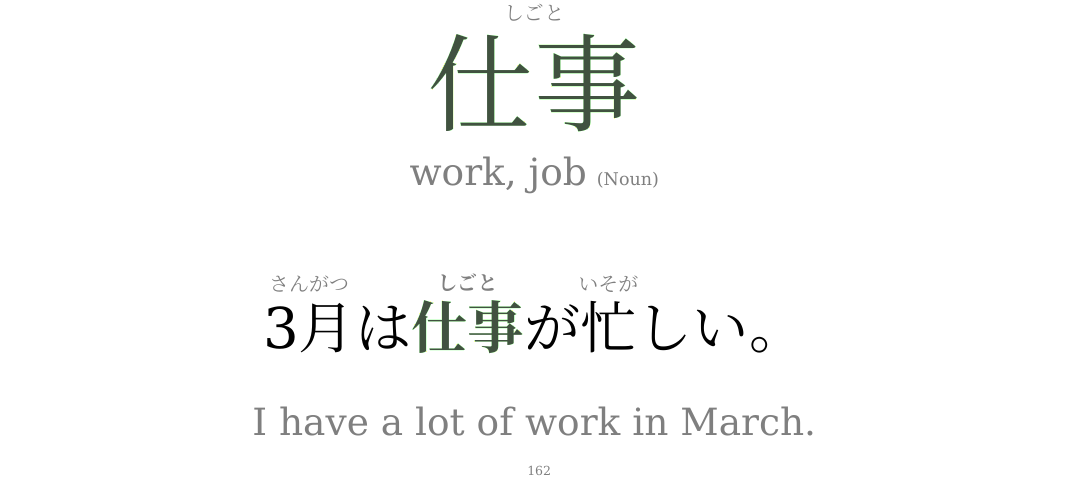 しごと
仕事
work, job (Noun)
さんがつ しごと いそが
3月は仕事が忙しい。
I have a lot of work in March.
162